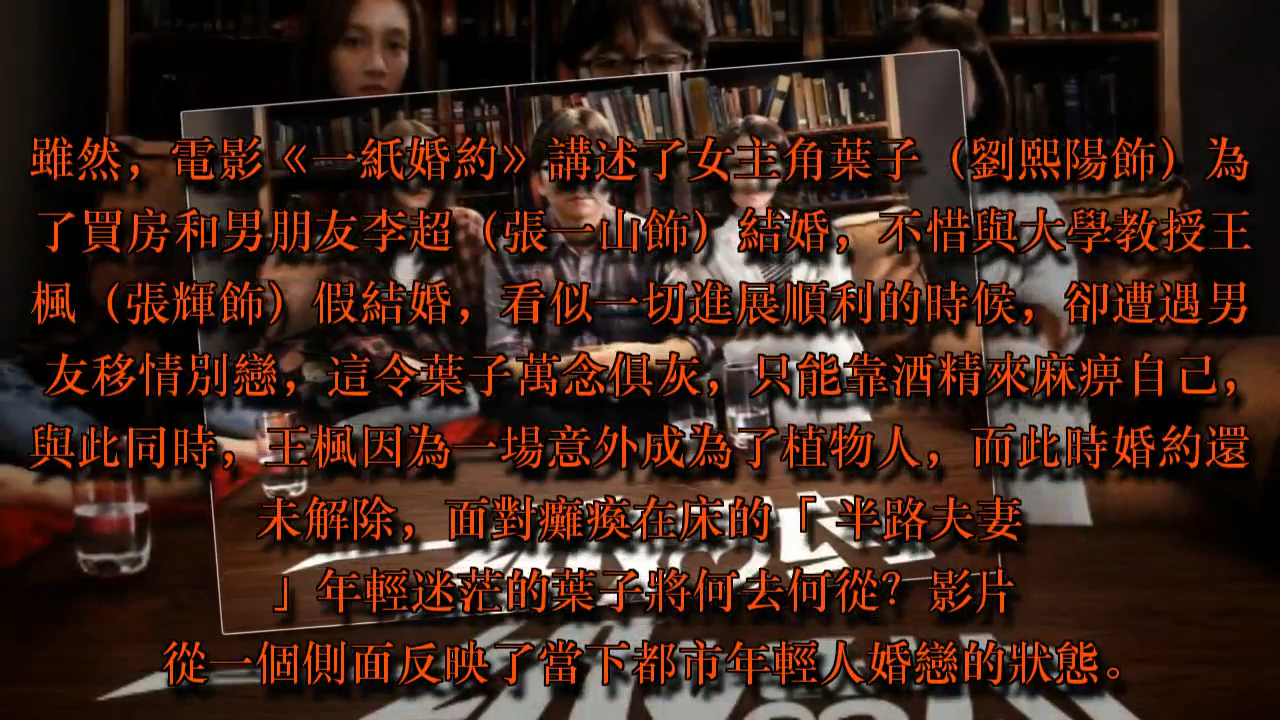 雖然，電影《一紙婚約》講述了女主角葉子（劉熙陽飾）為
了買房和男朋友李超（張一山飾）結婚，不惜與大學教授王
楓（張輝飾）假結婚，看似一切進展順利的時候，卻遭遇男
友移情別戀，這令葉子萬念俱灰，只能靠酒精來麻痹自己，
與此同時，王楓因為一場意外成為了植物人，而此時婚約還
未解除，面對癱瘓在床的「 半路夫妻
」年輕迷茫的葉子將何去何從？影片
從一個側面反映了當下都市年輕人婚戀的狀態。